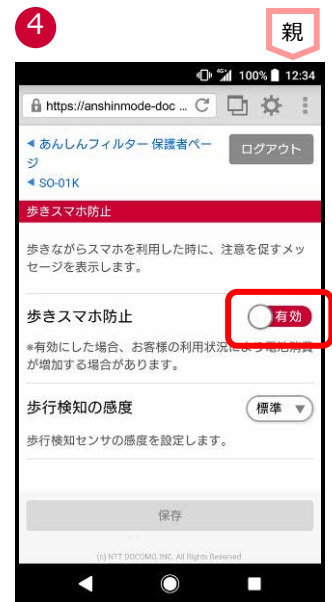 4
親
4G 100% 12:34
https://anshinmode-doc ...
◀ あんしんフィルター 保護者ペー
ジ
ログアウト
◀ SO-01K
歩きスマホ防止
歩きながらスマホを利用した時に、注意を促すメッ
セージを表示します。
歩きスマホ防止
有効
※有効にした場合、お客様の利用状況により電池消費
が増加する場合があります。
歩行検知の感度
標準 ▼
歩行検知センサの感度を設定します。
保存
(c) NTT DOCOMO, INC. All Rights Reserved